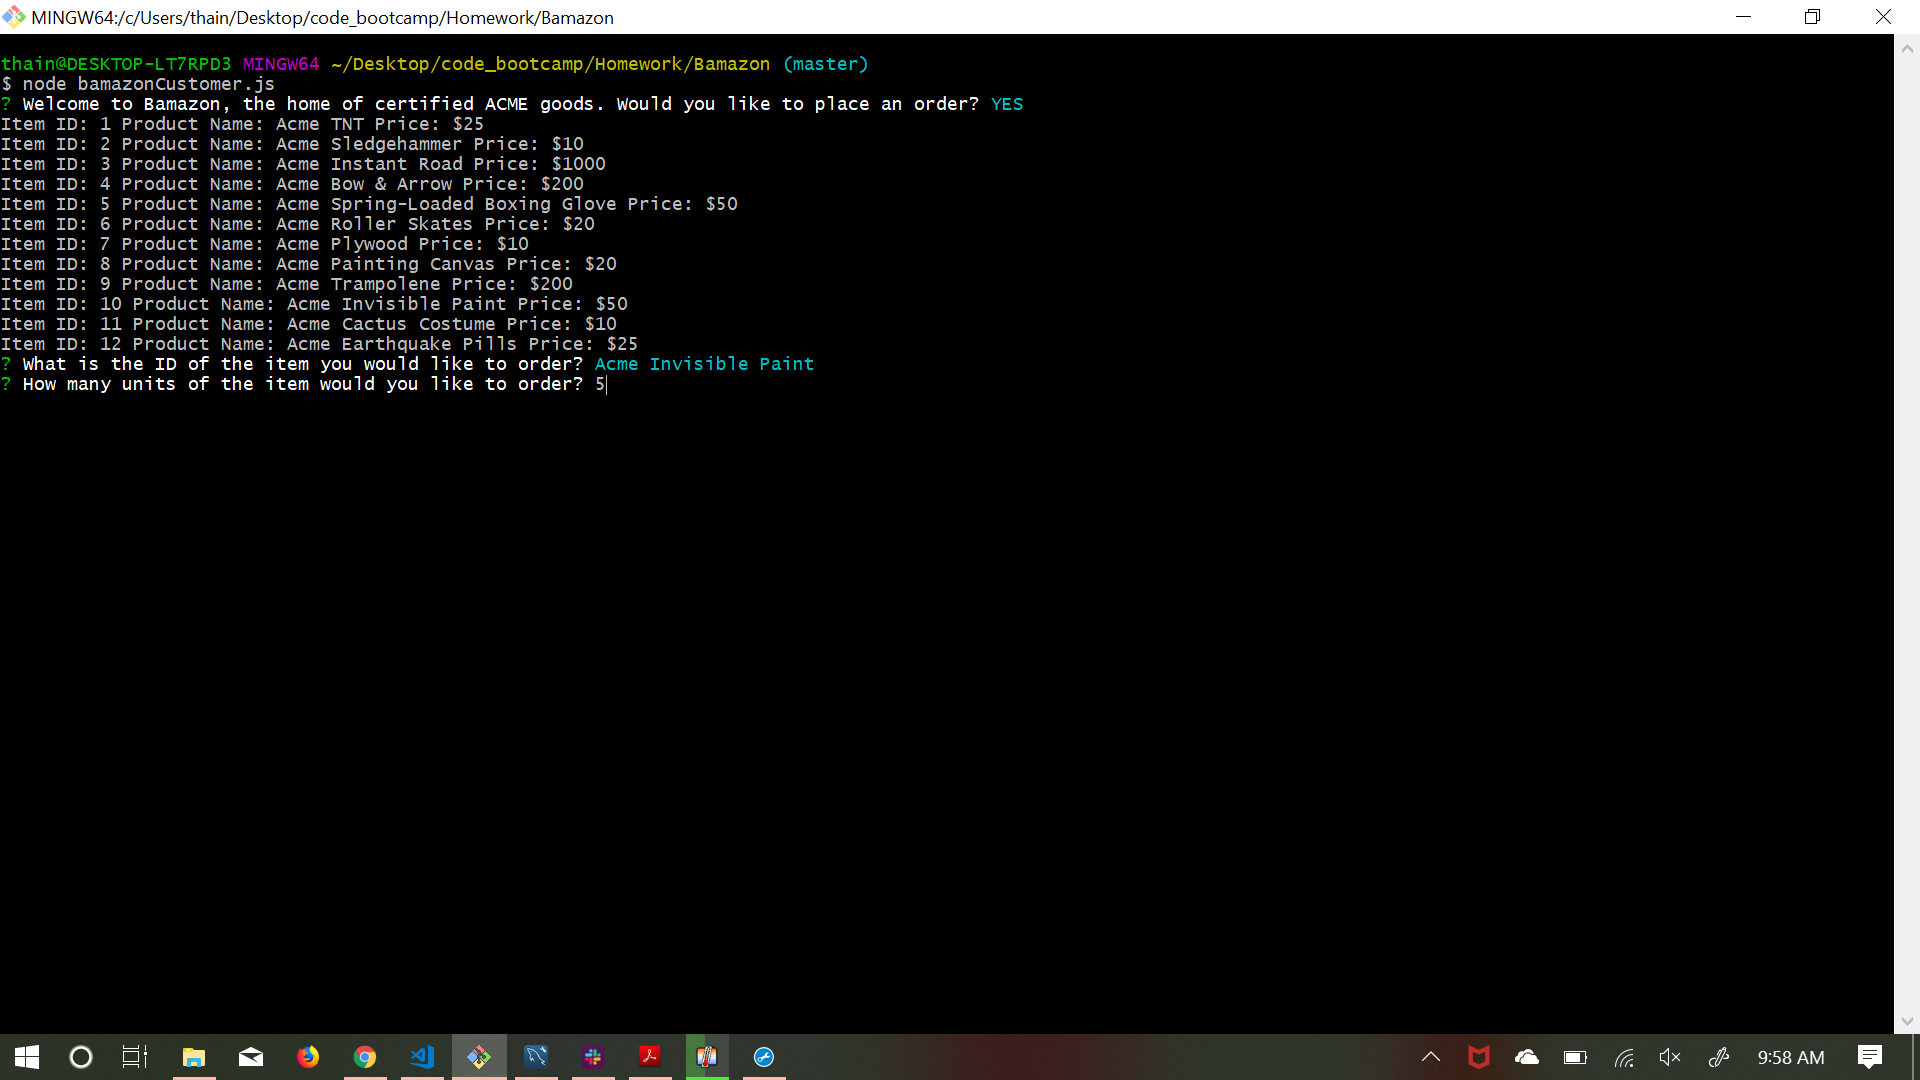 MINGW64:/c/Users/thain/Desktop/code_bootcamp/Homework/Bamazon
thain@DESKTOP-LT7RPD3 MINGW64 ~/Desktop/code_bootcamp/Homework/Bamazon (master)
$ node bamazonCustomer.js
? Welcome to Bamazon, the home of certified ACME goods. Would you like to place an order? YES
Item ID: 1 Product Name: Acme TNT Price: $25
Item ID: 2 Product Name: Acme Sledgehammer Price: $10
Item ID: 3 Product Name: Acme Instant Road Price: $1000
Item ID: 4 Product Name: Acme Bow & Arrow Price: $200
Item ID: 5 Product Name: Acme Spring-Loaded Boxing Glove Price: $50
Item ID: 6 Product Name: Acme Roller Skates Price: $20
Item ID: 7 Product Name: Acme Plywood Price: $10
Item ID: 8 Product Name: Acme Painting Canvas Price: $20
Item ID: 9 Product Name: Acme Trampolene Price: $200
Item ID: 10 Product Name: Acme Invisible Paint Price: $50
Item ID: 11 Product Name: Acme Cactus Costume Price: $10
Item ID: 12 Product Name: Acme Earthquake Pills Price: $25
? What is the ID of the item you would like to order? Acme Invisible Paint
? How many units of the item would you like to order? 5
9:58 AM